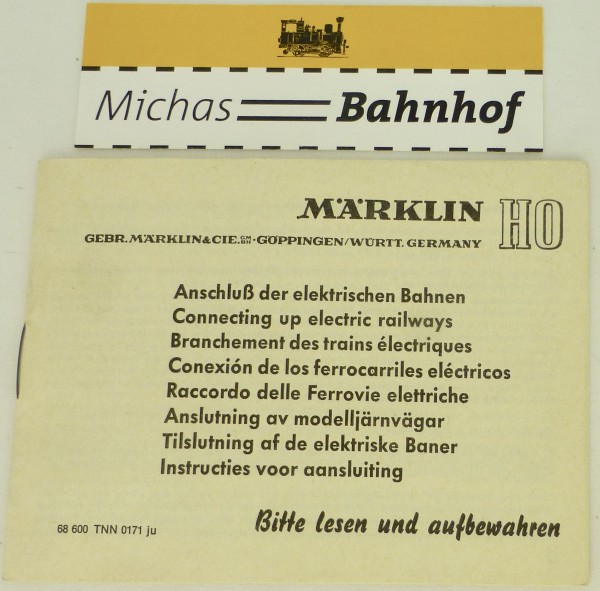 Michas Bahnhof
MÄRKLIN HO
GEBR. MÄRKLIN & CIE. GMBH · GÖPPINGEN/WÜRTT. GERMANY
Anschluß der elektrischen Bahnen
Connecting up electric railways
Branchement des trains électriques
Conexión de los ferrocarriles eléctricos
Raccordo delle Ferrovie elettriche
Anslutning av modelljärnvägar
Tilslutning af de elektriske Baner
Instructies voor aansluiting
68 600 TNN 0171 ju
Bitte lesen und aufbewahren